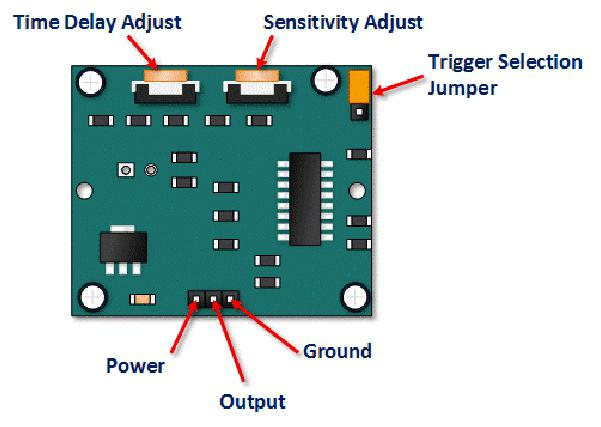 Time Delay Adjust
Sensitivity Adjust
Trigger Selection
Jumper
Power
Ground
Output